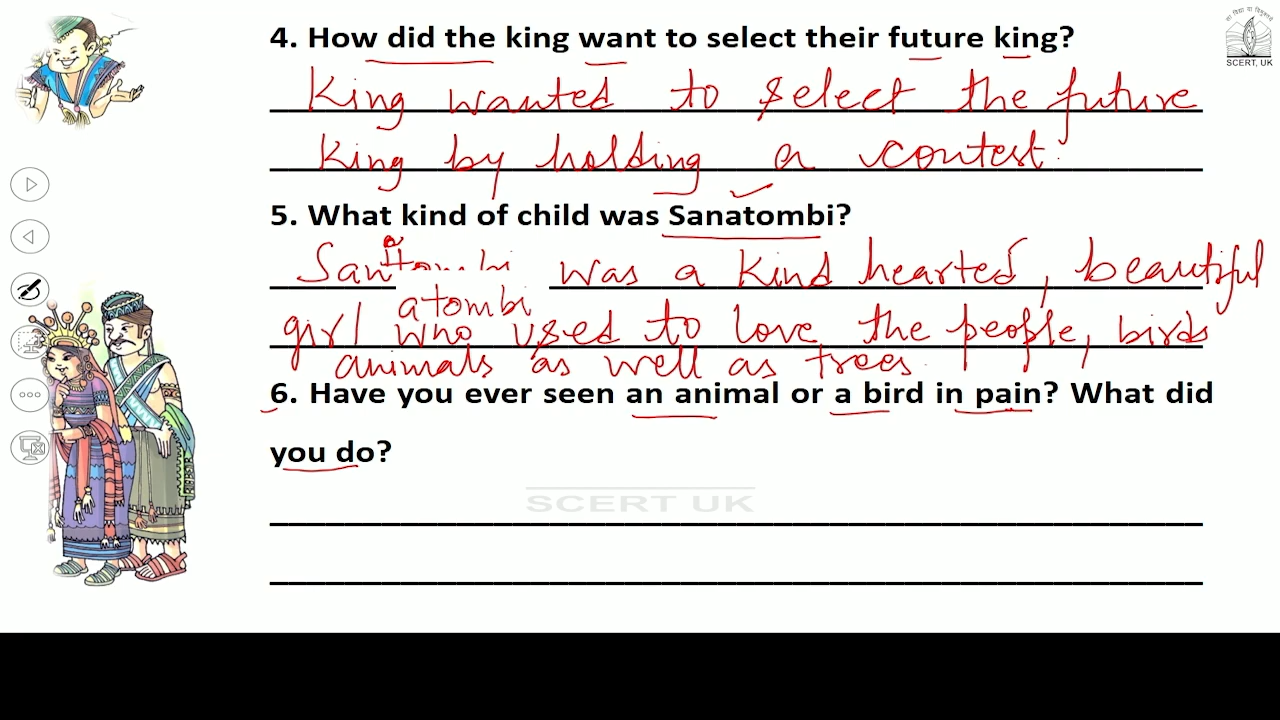 4. How did the king want to select their future king?
SCERT, UK
King wanted to select the future
King by holding a contest.
5. What kind of child was Sanatombi?
Sanatombi was a kind hearted, beautiful
girl who used to love the people, birds
animals as well as trees.
6. Have you ever seen an animal or a bird in pain? What did
you do?
SCERT UK